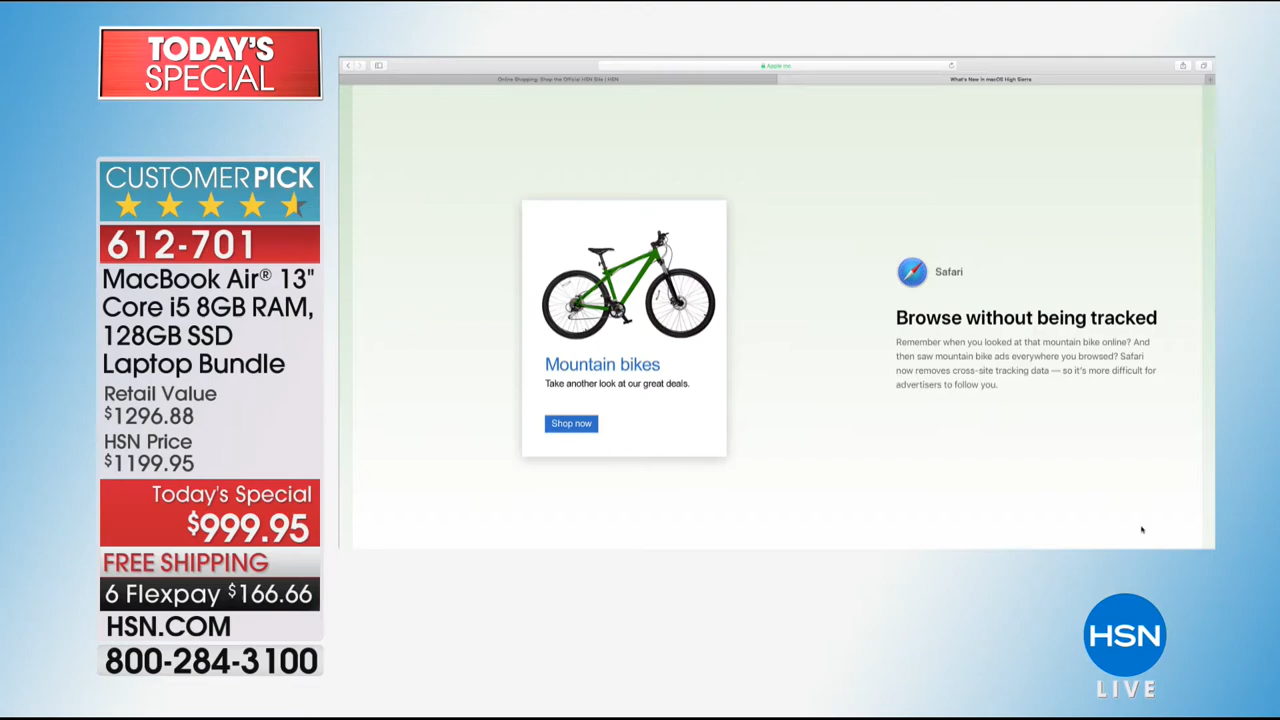 TODAY'S
SPECIAL
CUSTOMER PICK
612-701
MacBook Air® 13"
Core i5 8GB RAM,
128GB SSD
Laptop Bundle
Retail Value
$1296.88
HSN Price
$1199.95
Today's Special
$999.95
FREE SHIPPING
6 Flexpay $166.66
HSN.COM
800-284-3100
Apple Inc.
Online Shopping: Shop the Official HSN Site | HSN
What's New in macOS High Sierra
Mountain bikes
Take another look at our great deals.
Shop now
Safari
Browse without being tracked
Remember when you looked at that mountain bike online? And
then saw mountain bike ads everywhere you browsed? Safari
now removes cross-site tracking data — so it's more difficult for
advertisers to follow you.
HSN
LIVE